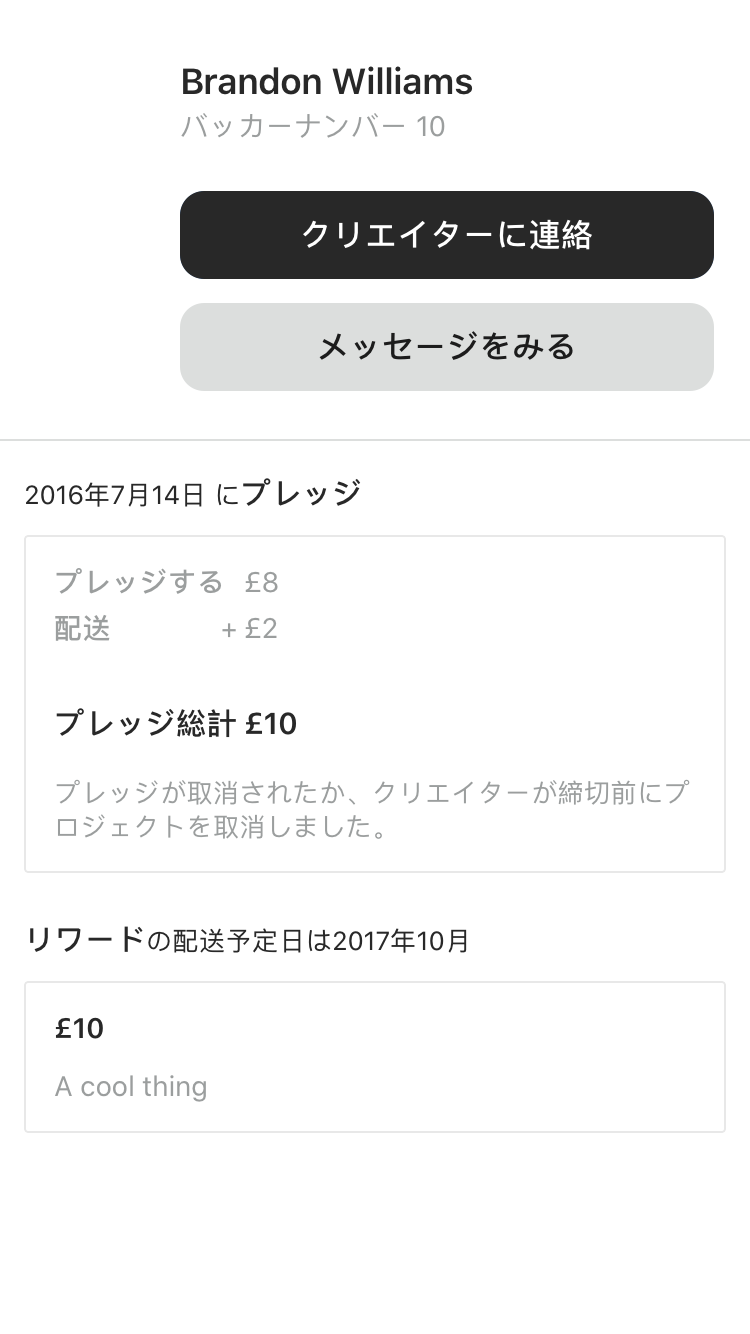 Brandon Williams
バッカーナンバー 10
クリエイターに連絡
メッセージをみる
2016年7月14日 にプレッジ
プレッジする £8
配送 + £2
プレッジ総計 £10
プレッジが取消されたか、クリエイターが締切前にプ
ロジェクトを取消しました。
リワードの配送予定日は2017年10月
£10
A cool thing